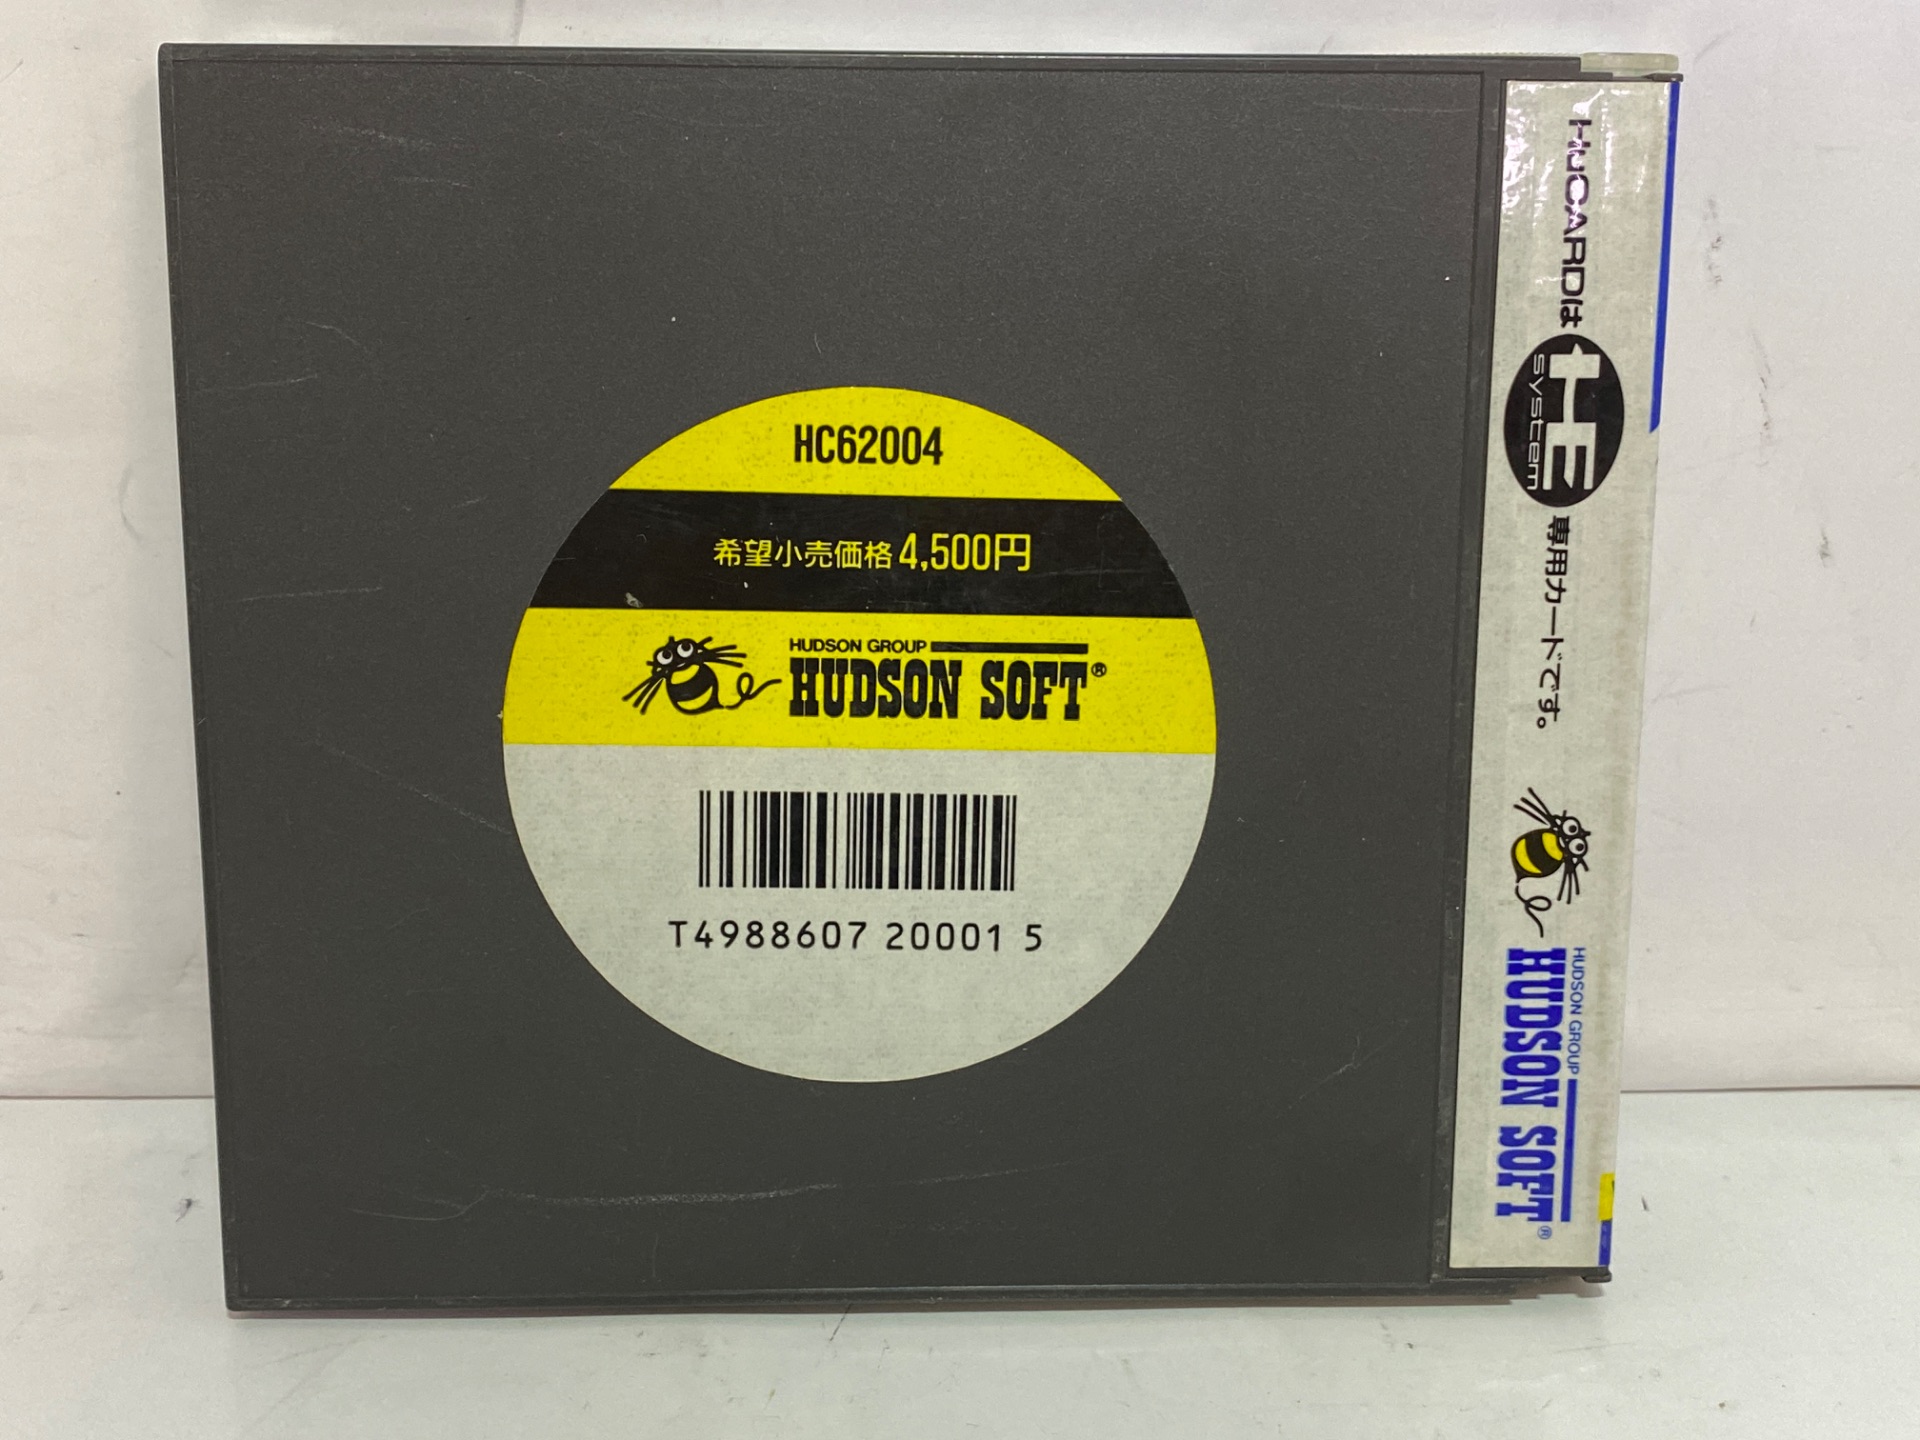 HC62004
希望小売価格 4,500円
HUDSON GROUP
HUDSON SOFT®
T4988607 20001 5
HuCARDは
HE
system
専用カードです。
HUDSON GROUP
HUDSON SOFT®